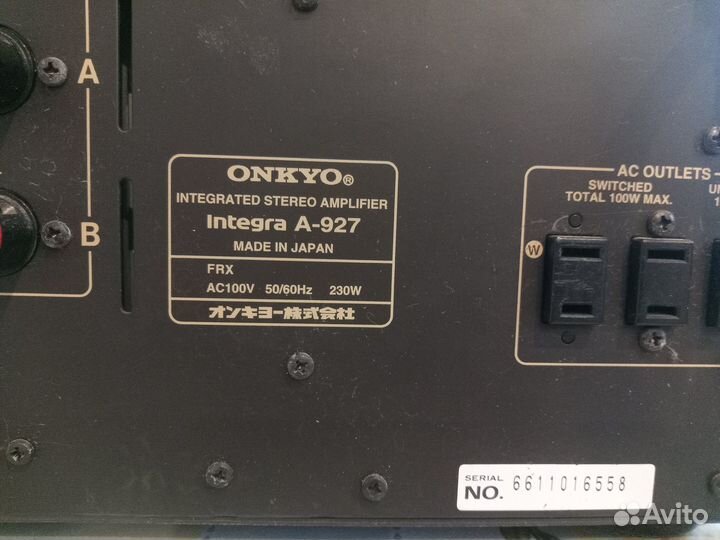 A
B
ONKYO®
INTEGRATED STEREO AMPLIFIER
Integra A-927
MADE IN JAPAN
FRX
AC100V 50/60Hz 230W
オンキヨー株式会社
AC OUTLETS
SWITCHED
TOTAL 100W MAX.
W
SERIAL
NO. 6611016558
Avito